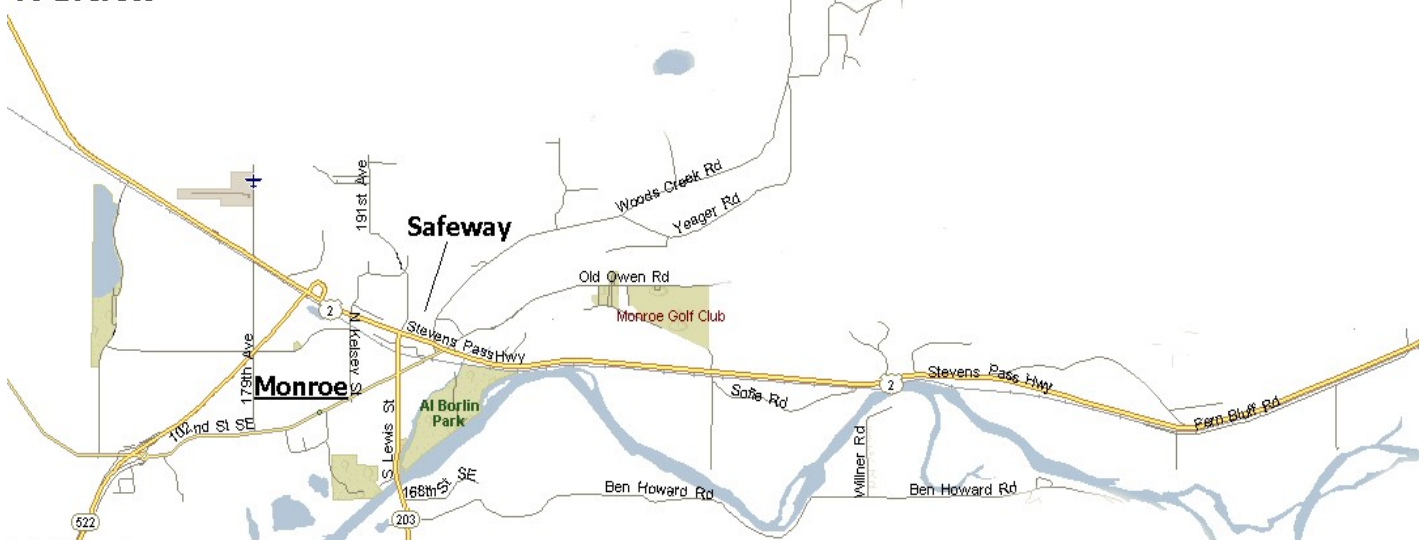 Woods Creek Rd
191st Ave
Yeager Rd
Safeway
Old Owen Rd
2
Monroe Golf Club
N Kelsey St
Stevens Pass Hwy
179th Ave
Monroe
Stevens Pass Hwy
2
Sofie Rd
Al Borlin
Park
Fern Bluff Rd
102nd St SE
S Lewis St
Willner Rd
168th St SE
Ben Howard Rd
Ben Howard Rd
522
203